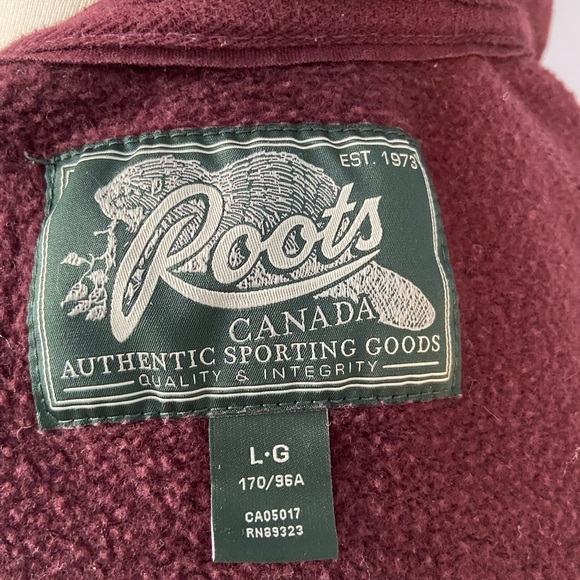 EST. 1973
Roots
CANADA
AUTHENTIC SPORTING GOODS
QUALITY & INTEGRITY
L·G
170/96A
CA05017
RN89323